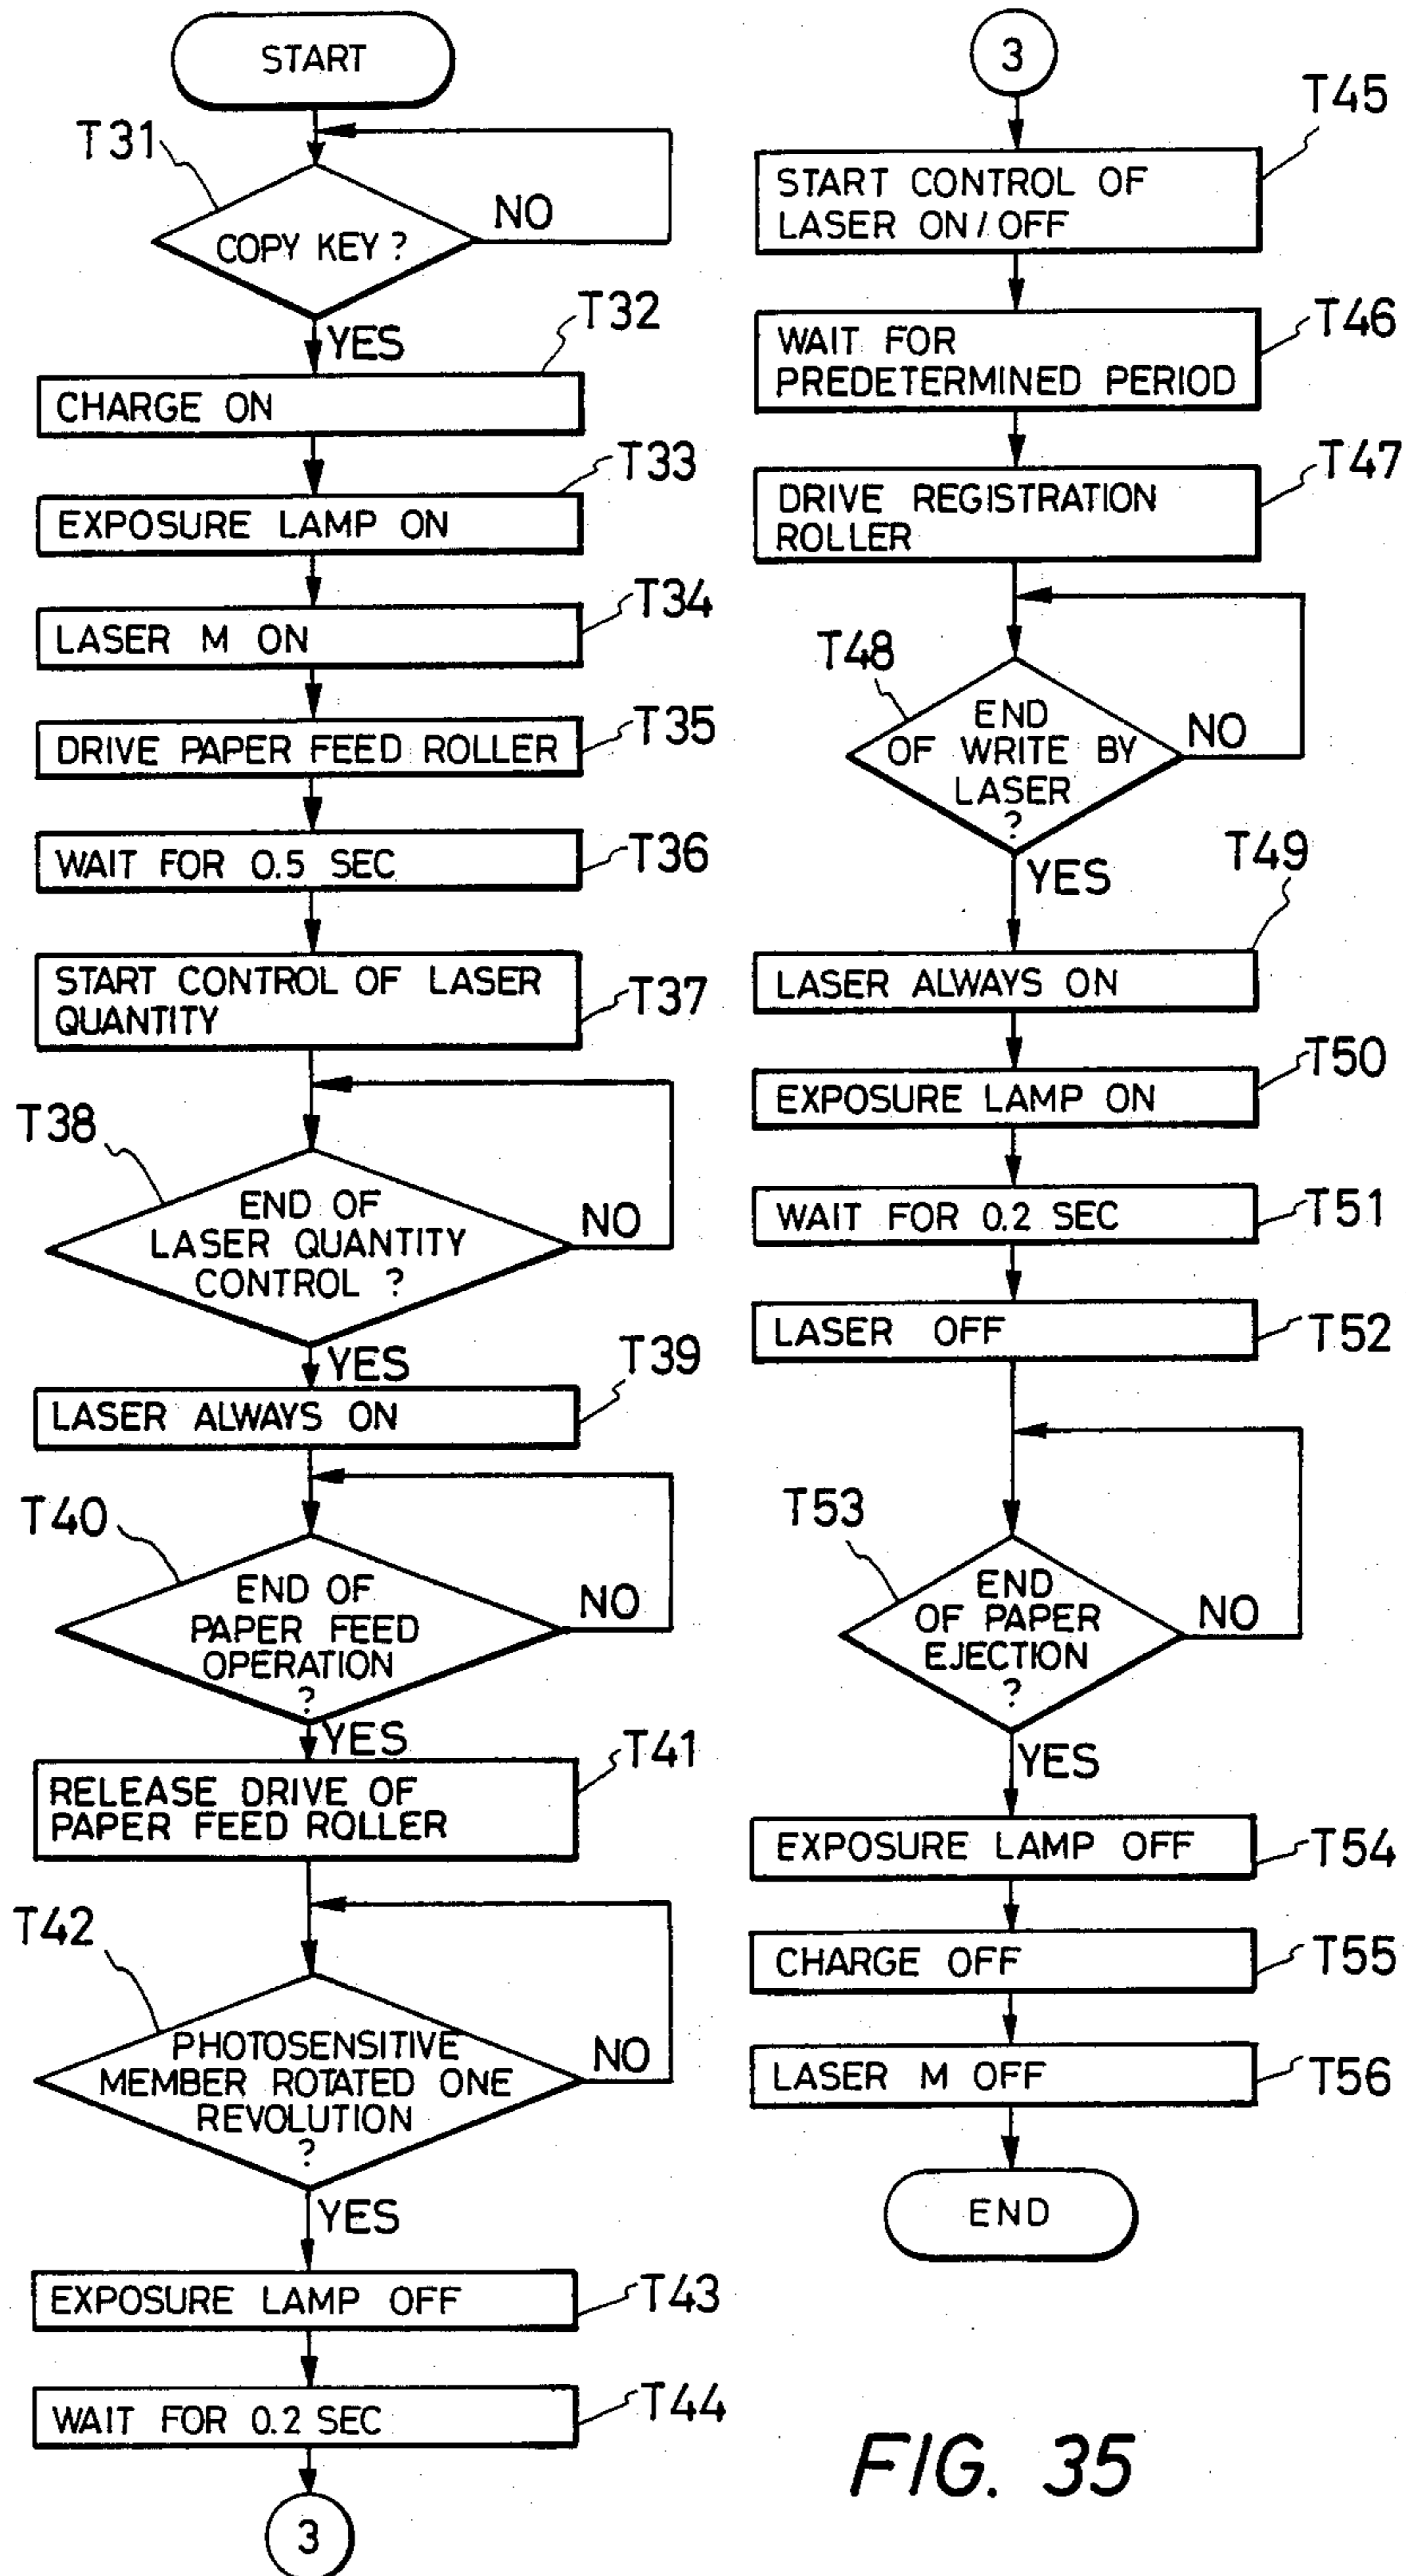 START
T31
COPY KEY ?
NO
YES
T32
CHARGE ON
T33
EXPOSURE LAMP ON
T34
LASER M ON
T35
DRIVE PAPER FEED ROLLER
T36
WAIT FOR 0.5 SEC
T37
START CONTROL OF LASER
QUANTITY
T38
END OF
LASER QUANTITY
CONTROL ?
NO
YES
T39
LASER ALWAYS ON
T40
END OF
PAPER FEED
OPERATION
?
NO
YES
T41
RELEASE DRIVE OF
PAPER FEED ROLLER
T42
PHOTOSENSITIVE
MEMBER ROTATED ONE
REVOLUTION
?
NO
YES
T43
EXPOSURE LAMP OFF
T44
WAIT FOR 0.2 SEC
3
3
T45
START CONTROL OF
LASER ON / OFF
T46
WAIT FOR
PREDETERMINED PERIOD
T47
DRIVE REGISTRATION
ROLLER
T48
END
OF WRITE BY
LASER
?
NO
YES
T49
LASER ALWAYS ON
T50
EXPOSURE LAMP ON
T51
WAIT FOR 0.2 SEC
T52
LASER OFF
T53
END
OF PAPER
EJECTION
?
NO
YES
T54
EXPOSURE LAMP OFF
T55
CHARGE OFF
T56
LASER M OFF
END
FIG. 35